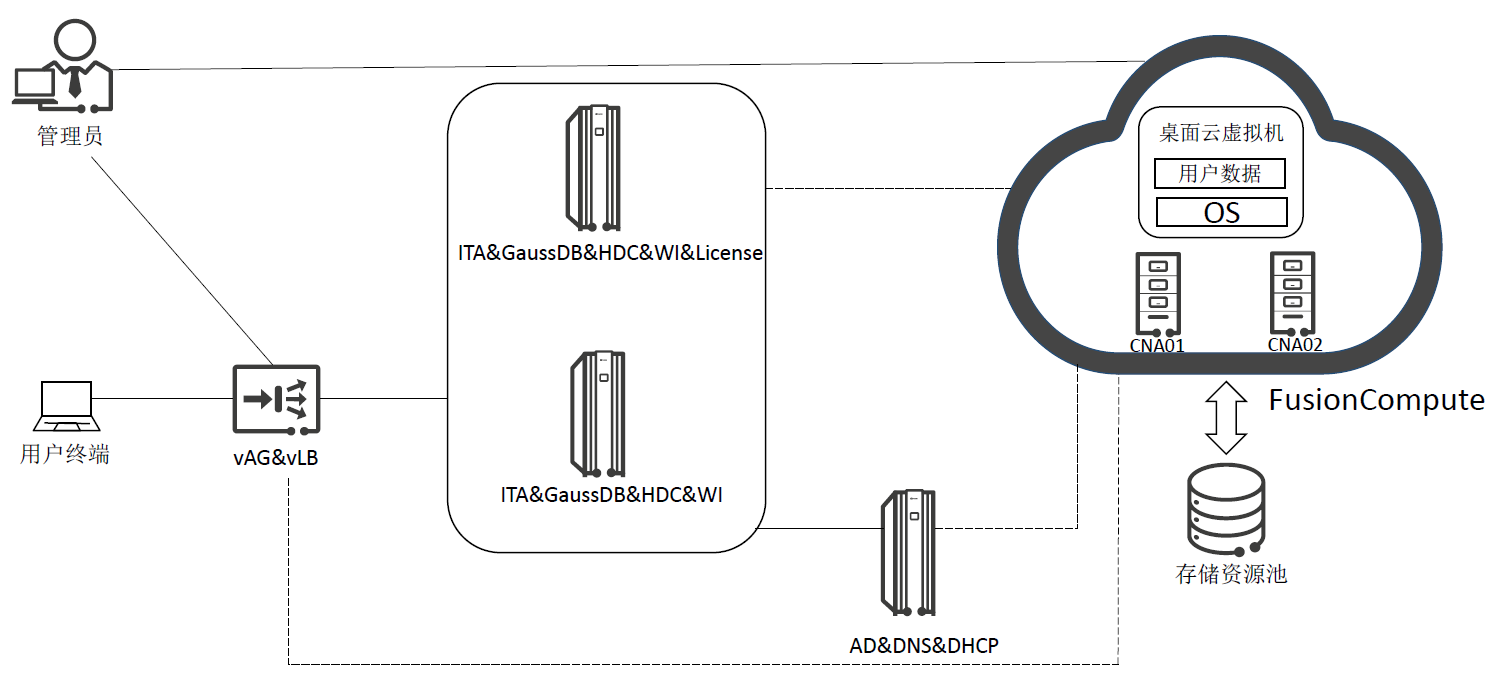 管理员
桌面云虚拟机
用户数据
OS
ITA&GaussDB&HDC&WI&License
CNA01
CNA02
FusionCompute
用户终端
vAG&vLB
ITA&GaussDB&HDC&WI
存储资源池
AD&DNS&DHCP